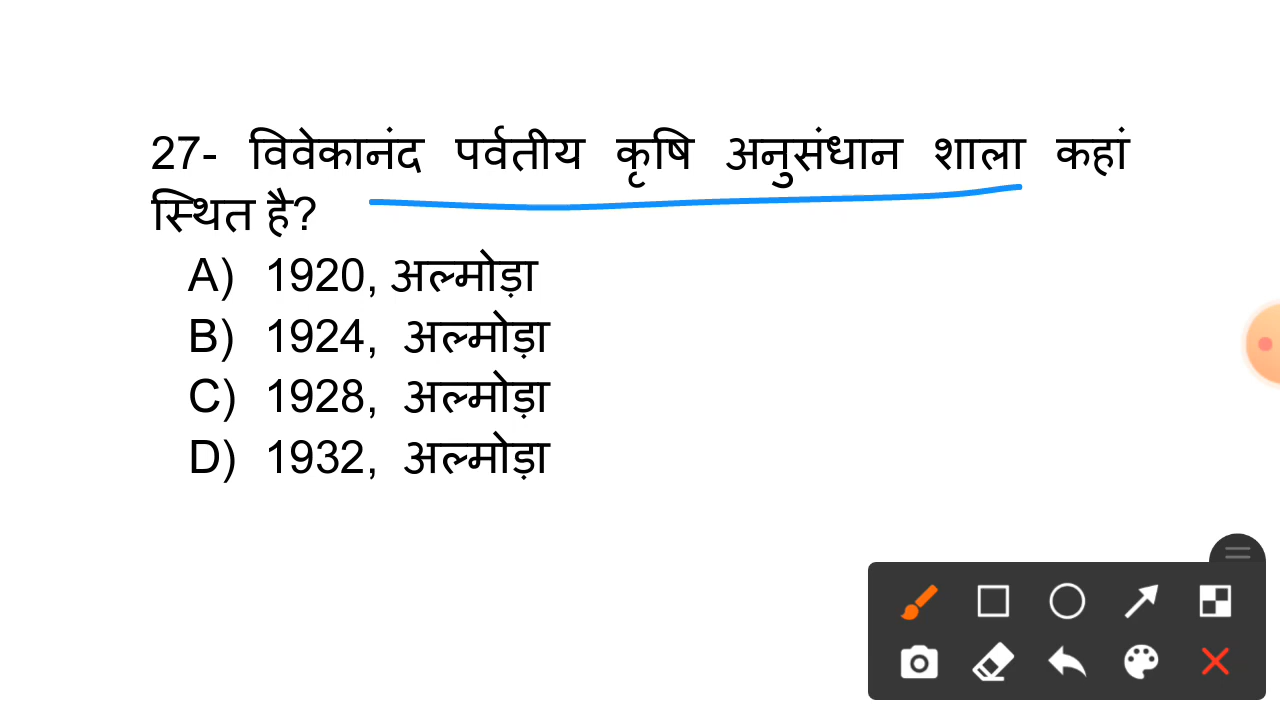 27- विवेकानंद पर्वतीय कृषि अनुसंधान शाला कहां
स्थित है?
A) 1920, अल्मोड़ा
B) 1924, अल्मोड़ा
C) 1928, अल्मोड़ा
D) 1932, अल्मोड़ा